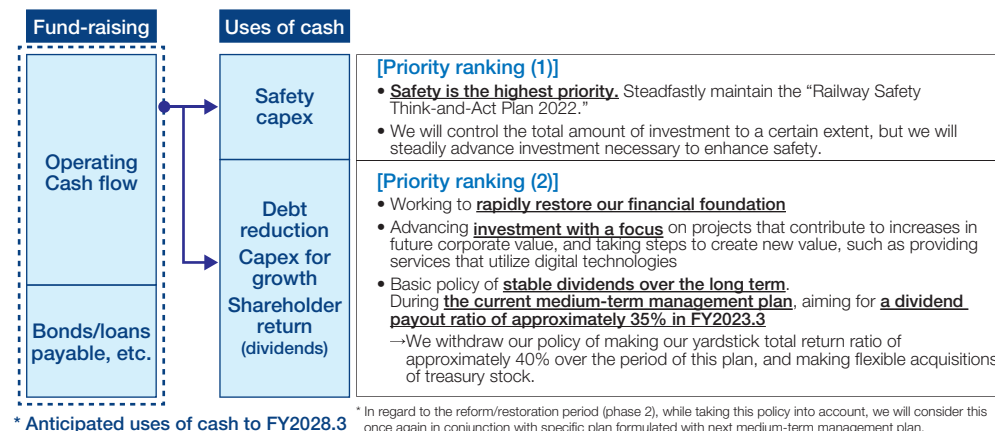 Fund-raising
Uses of cash
Operating
Cash flow
Bonds/loans
payable, etc.
Safety
capex
Debt
reduction
Capex for
growth
Shareholder
return
(dividends)
[Priority ranking (1)]
• Safety is the highest priority. Steadfastly maintain the “Railway Safety
Think-and-Act Plan 2022.”
• We will control the total amount of investment to a certain extent, but we will
steadily advance investment necessary to enhance safety.
[Priority ranking (2)]
• Working to rapidly restore our financial foundation
• Advancing investment with a focus on projects that contribute to increases in
future corporate value, and taking steps to create new value, such as providing
services that utilize digital technologies
• Basic policy of stable dividends over the long term.
During the current medium-term management plan, aiming for a dividend
payout ratio of approximately 35% in FY2023.3
→We withdraw our policy of making our yardstick total return ratio of
approximately 40% over the period of this plan, and making flexible acquisitions
of treasury stock.
* Anticipated uses of cash to FY2028.3
* In regard to the reform/restoration period (phase 2), while taking this policy into account, we will consider this
once again in conjunction with specific plan formulated with next medium-term management plan.